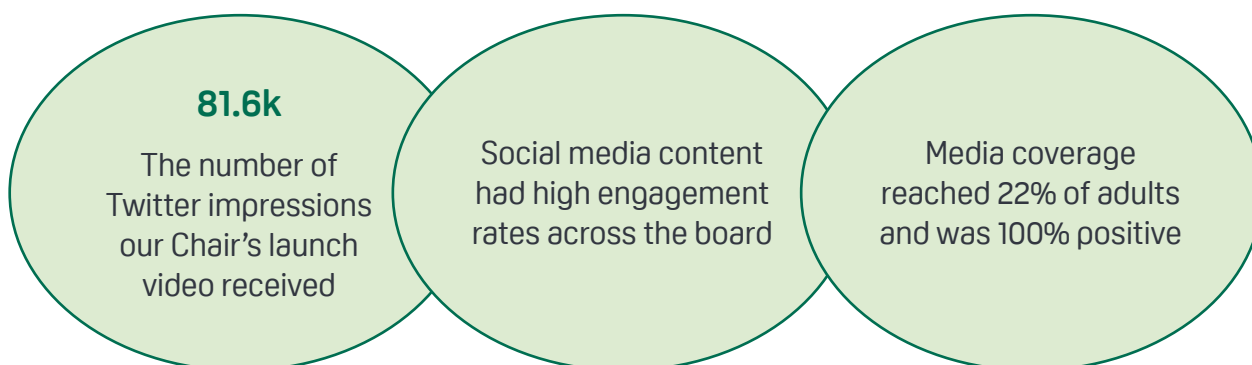 81.6k
The number of
Twitter impressions
our Chair’s launch
video received
Social media content
had high engagement
rates across the board
Media coverage
reached 22% of adults
and was 100% positive